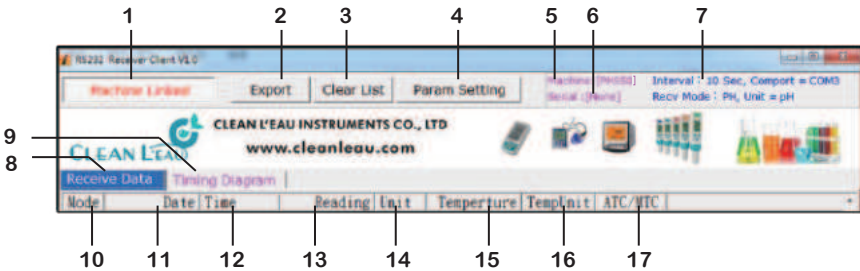 1 2 3 4 5 6 7
RS232 Receiver Client V1.0
Machine Linked Export Clear List Param Setting Machine:[PH850] Interval : 10 Sec, Comport = COM3
Serial :[None] Recv Mode : PH, Unit = pH
CLEAN L'EAU INSTRUMENTS CO., LTD
www.cleanleau.com
CLEAN L'EAU
9
8
Receive Data Timing Diagram
Mode Date Time Reading Unit Temperture TempUnit ATC/MTC
10 11 12 13 14 15 16 17